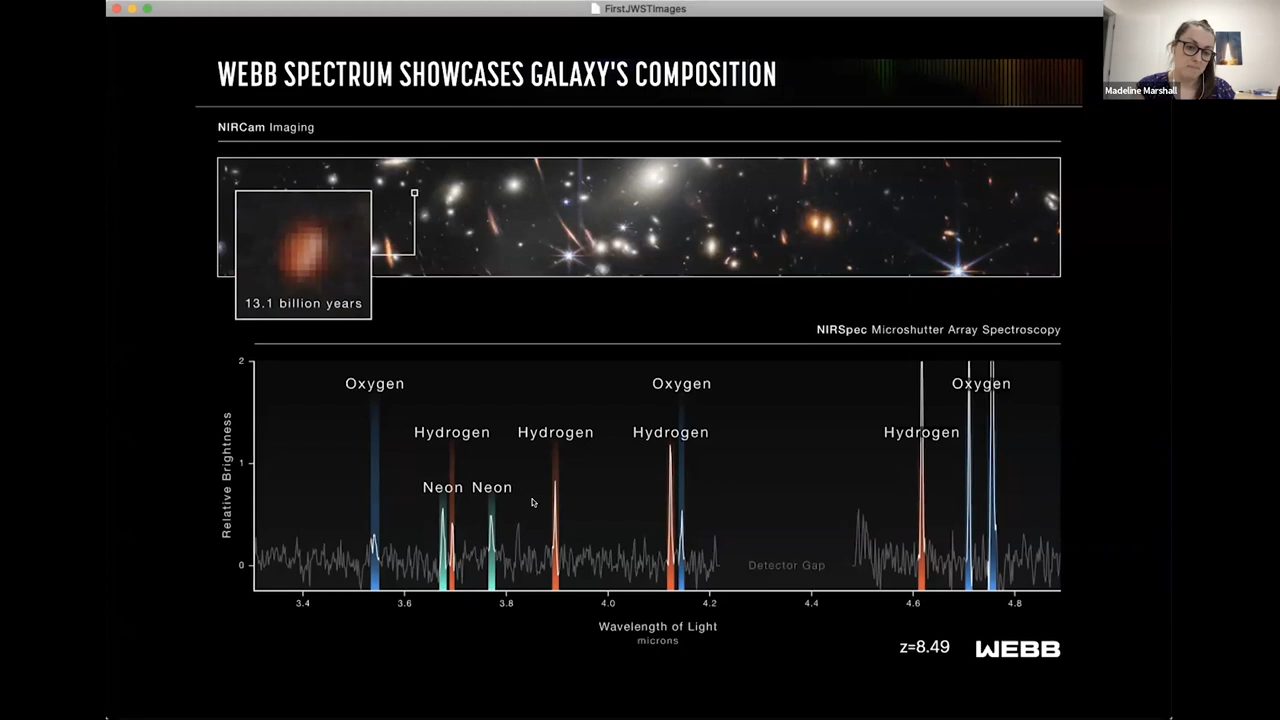 FirstJWSTImages
Madeline Marshall
WEBB SPECTRUM SHOWCASES GALAXY'S COMPOSITION
NIRCam Imaging
13.1 billion years
NIRSpec Microshutter Array Spectroscopy
2
Oxygen Oxygen Oxygen
Hydrogen Hydrogen Hydrogen Hydrogen
1
Neon Neon
Relative Brightness
0
Detector Gap
3.4 3.6 3.8 4.0 4.2 4.4 4.6 4.8
Wavelength of Light
microns
z=8.49 WEBB